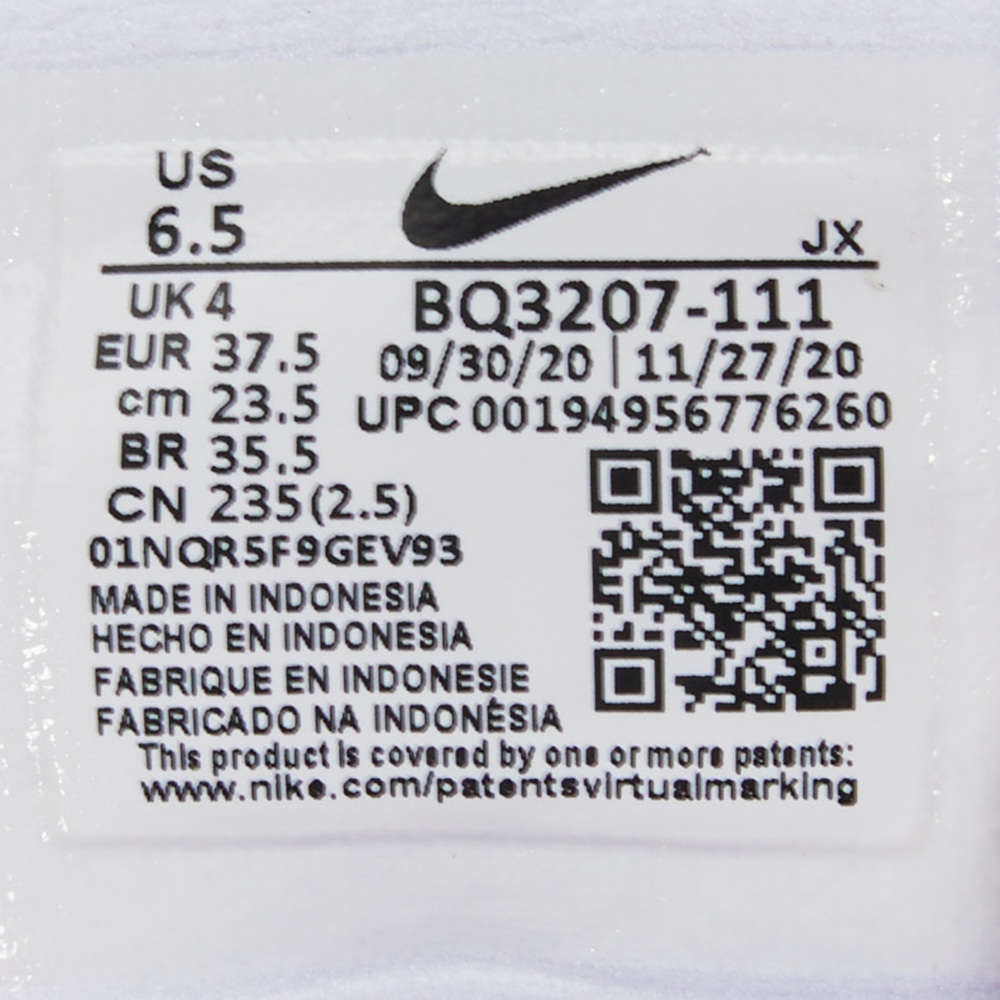 US
6.5
JX
UK 4
BQ3207-111
EUR 37.5
09/30/20 | 11/27/20
cm 23.5
UPC 00194956776260
BR 35.5
CN 235(2.5)
01NQR5F9GEV93
MADE IN INDONESIA
HECHO EN INDONESIA
FABRIQUE EN INDONESIE
FABRICADO NA INDONÉSIA
This product is covered by one or more patents:
www.nike.com/patentsvirtualmarking